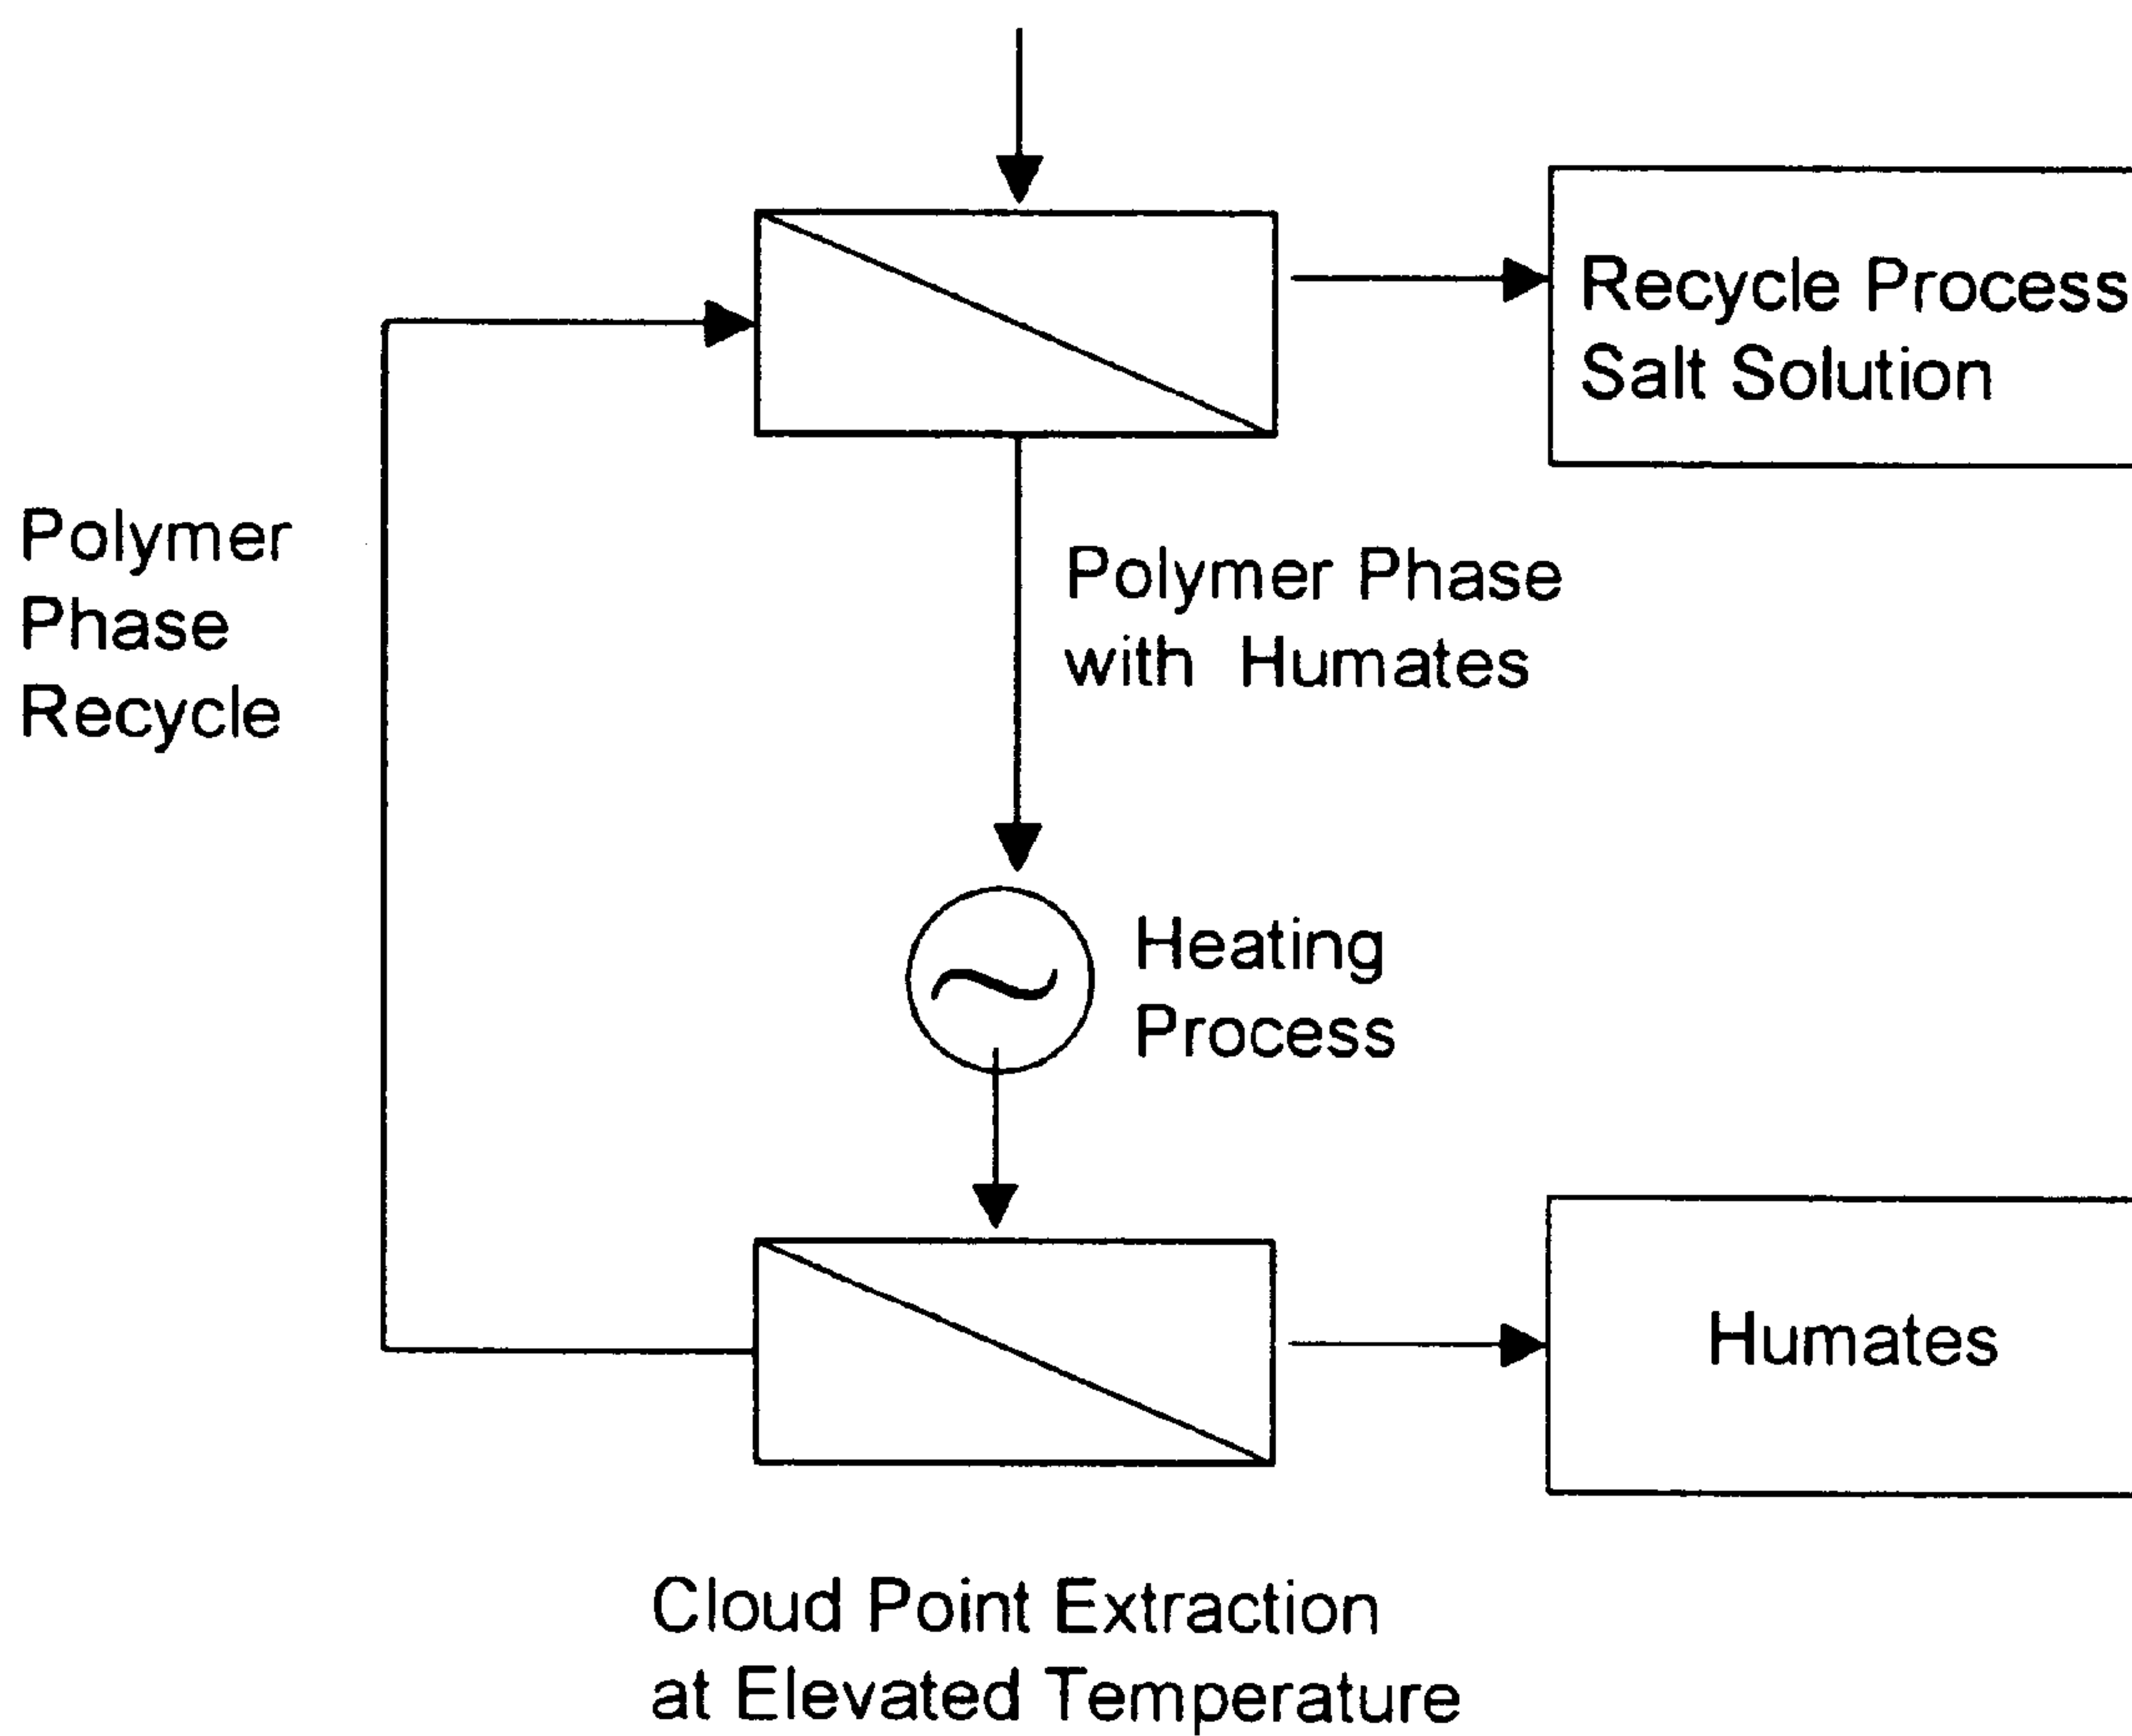 Recycle Process
Salt Solution
Polymer
Phase
Recycle
Polymer Phase
with Humates
Heating
Process
Humates
Cloud Point Extraction
at Elevated Temperature